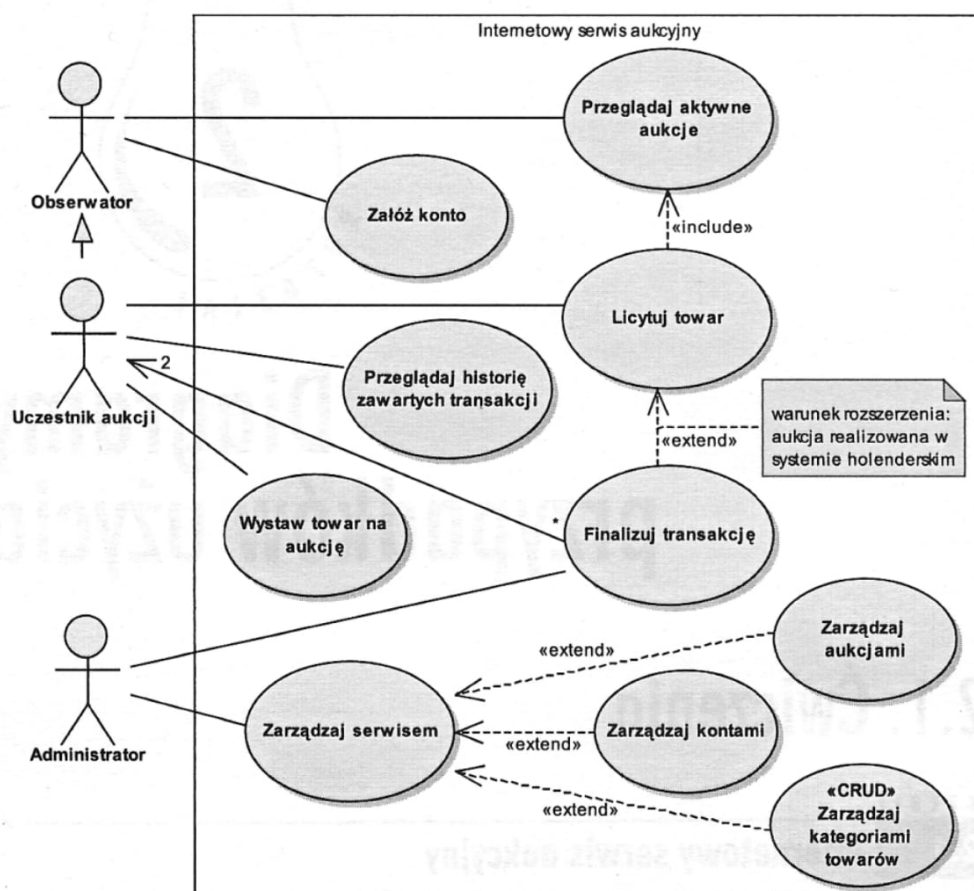 Internetowy serwis aukcyjny
Przeglądaj aktywne
aukcje
Obserwator
Załóż konto
«include»
Licytuj towar
Uczestnik aukcji
2
Przeglądaj historię
zawartych transakcji
«extend»
warunek rozszerzenia:
aukcja realizowana w
systemie holenderskim
Wystaw towar na
aukcję
*
Finalizuj transakcję
«extend»
Zarządzaj
aukcjami
Administrator
Zarządzaj serwisem
«extend»
Zarządzaj kontami
«extend»
«CRUD»
Zarządzaj
kategoriami
towarów